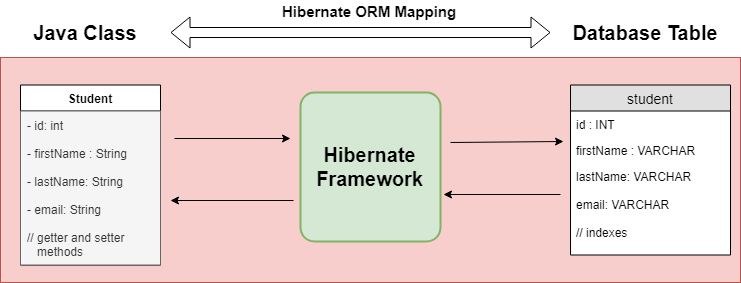 Hibernate ORM Mapping
Java Class
Database Table
Student
- id: int
- firstName : String
- lastName: String
- email: String
// getter and setter
methods
Hibernate
Framework
student
id : INT
firstName : VARCHAR
lastName: VARCHAR
email: VARCHAR
// indexes